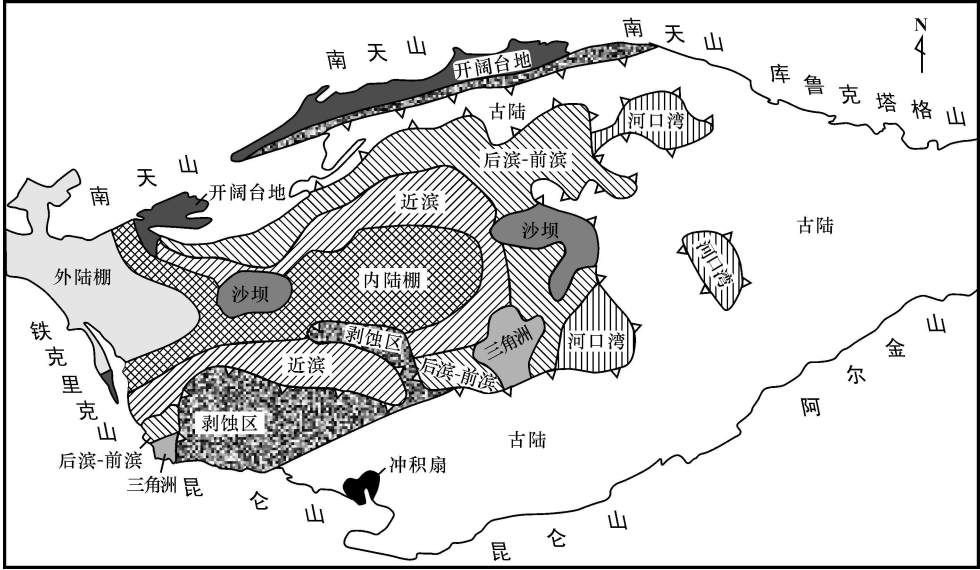 N
南天山
南天山
库鲁克塔格山
开阔台地
古陆
河口湾
后滨-前滨
南天山
开阔台地
近滨
沙坝
古陆
河口湾
外陆棚
内陆棚
沙坝
铁克里克山
剥蚀区
三角洲
河口湾
近滨
后滨-前滨
阿尔金山
剥蚀区
古陆
后滨-前滨
三角洲
冲积扇
昆仑山
昆仑山